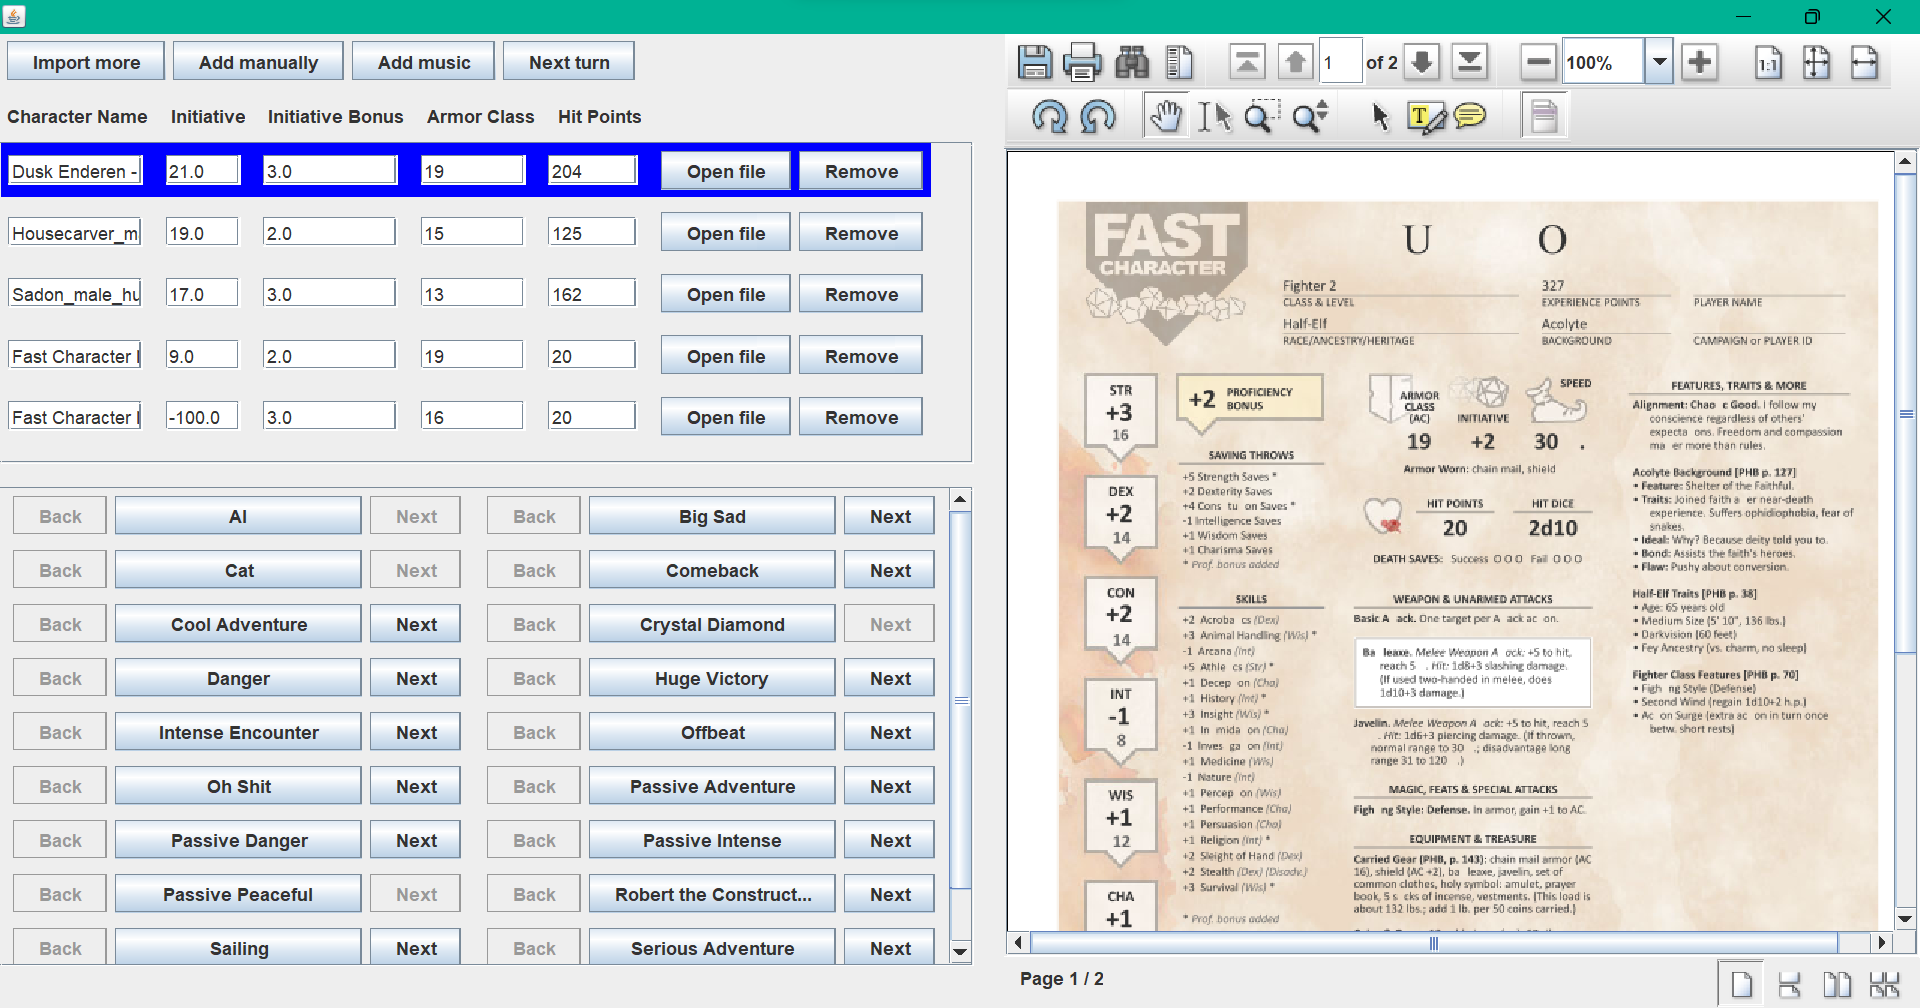 Import more Add manually Add music Next turn
Character Name Initiative Initiative Bonus Armor Class Hit Points
Dusk Enderen - 21.0 3.0 19 204 Open file Remove
Housecarver_m 19.0 2.0 15 125 Open file Remove
Sadon_male_hu 17.0 3.0 13 162 Open file Remove
Fast Character 9.0 2.0 19 20 Open file Remove
Fast Character -100.0 3.0 16 20 Open file Remove
Back AI Next Back Big Sad Next
Back Cat Next Back Comeback Next
Back Cool Adventure Next Back Crystal Diamond Next
Back Danger Next Back Huge Victory Next
Back Intense Encounter Next Back Offbeat Next
Back Oh Shit Next Back Passive Adventure Next
Back Passive Danger Next Back Passive Intense Next
Back Passive Peaceful Next Back Robert the Construct... Next
Back Sailing Next Back Serious Adventure Next
1 of 2 100%
1:1
T
FAST
CHARACTER
U O
Fighter 2
CLASS & LEVEL
327
EXPERIENCE POINTS
PLAYER NAME
Half-Elf
RACE/ANCESTRY/HERITAGE
Acolyte
BACKGROUND
CAMPAIGN or PLAYER ID
STR
+3
16
DEX
+2
14
CON
+2
14
INT
-1
8
WIS
+1
12
CHA
+1
+2 PROFICIENCY
BONUS
SAVING THROWS
+5 Strength Saves *
+2 Dexterity Saves
+4 Cons tu on Saves *
-1 Intelligence Saves
+1 Wisdom Saves
+1 Charisma Saves
* Prof. bonus added
SKILLS
+2 Acroba cs (Dex)
+3 Animal Handling (Wis) *
-1 Arcana (Int)
+5 Athle cs (Str) *
+1 Decep on (Cha)
+1 History (Int) *
+3 Insight (Wis) *
+1 In mida on (Cha)
-1 Inves ga on (Int)
+1 Medicine (Wis)
-1 Nature (Int)
+1 Percep on (Wis)
+1 Performance (Cha)
+1 Persuasion (Cha)
+1 Religion (Int) *
+2 Sleight of Hand (Dex)
+2 Stealth (Dex) (Disadv.)
+3 Survival (Wis) *
* Prof. bonus added
ARMOR
CLASS
(AC)
19
INITIATIVE
+2
SPEED
30 .
Armor Worn: chain mail, shield
HIT POINTS
20
HIT DICE
2d10
DEATH SAVES: Success O O O Fail O O O
WEAPON & UNARMED ATTACKS
Basic A ack. One target per A ack ac on.
Ba leaxe. Melee Weapon A ack: +5 to hit,
reach 5 . Hit: 1d8+3 slashing damage.
(If used two-handed in melee, does
1d10+3 damage.)
Javelin. Melee Weapon A ack: +5 to hit, reach 5
. Hit: 1d6+3 piercing damage. (If thrown,
normal range to 30 .; disadvantage long
range 31 to 120 .)
MAGIC, FEATS & SPECIAL ATTACKS
Figh ng Style: Defense. In armor, gain +1 to AC.
EQUIPMENT & TREASURE
Carried Gear [PHB, p. 143]: chain mail armor (AC
16), shield (AC +2), ba leaxe, javelin, set of
common clothes, holy symbol: amulet, prayer
book, 5 s cks of incense, vestments. (This load is
about 132 lbs.; add 1 lb. per 50 coins carried.)
FEATURES, TRAITS & MORE
Alignment: Chao c Good. I follow my
conscience regardless of others'
expecta ons. Freedom and compassion
ma er more than rules.
Acolyte Background [PHB p. 127]
• Feature: Shelter of the Faithful.
• Traits: Joined faith a er near-death
experience. Suffers ophidiophobia, fear of
snakes.
• Ideal: Why? Because deity told you to.
• Bond: Assists the faith's heroes.
• Flaw: Pushy about conversion.
Half-Elf Traits [PHB p. 38]
• Age: 65 years old
• Medium Size (5' 10", 136 lbs.)
• Darkvision (60 feet)
• Fey Ancestry (vs. charm, no sleep)
Fighter Class Features [PHB p. 70]
• Figh ng Style (Defense)
• Second Wind (regain 1d10+2 h.p.)
• Ac on Surge (extra ac on in turn once
betw. short rests)
Page 1 / 2